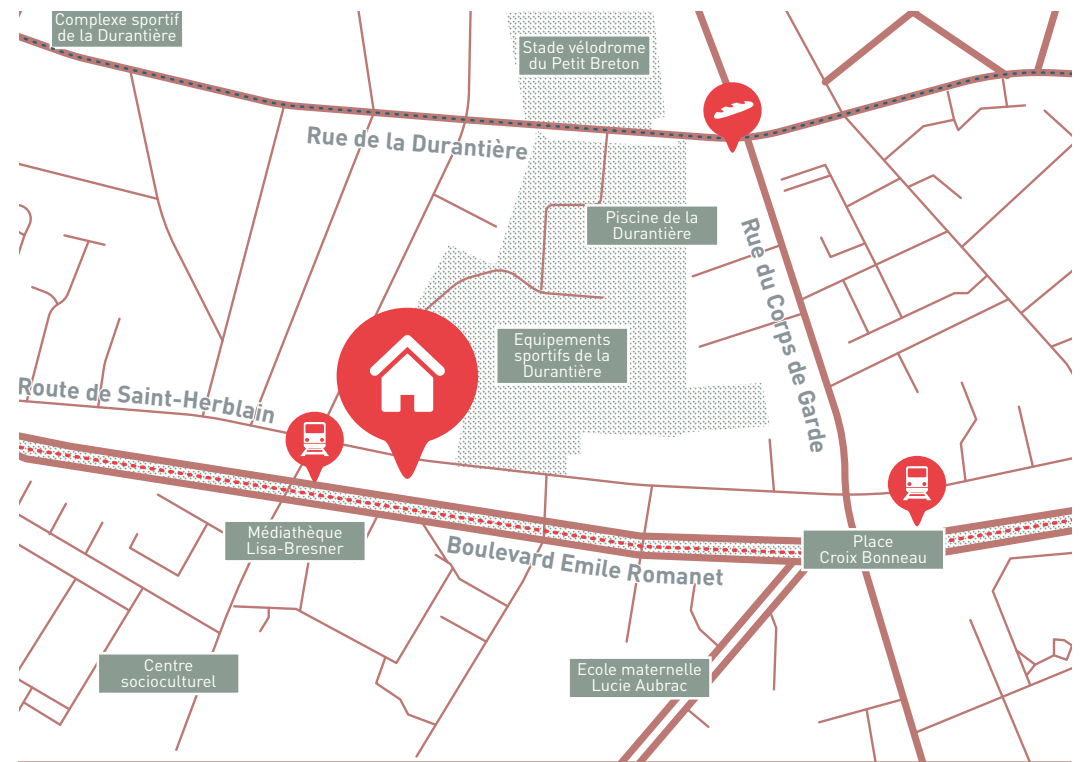 Complexe sportif
de la Durantière
Stade vélodrome
du Petit Breton
Rue de la Durantière
Piscine de la
Durantière
Rue du Corps de Garde
Equipements
sportifs de la
Durantière
Route de Saint-Herblain
Médiathèque
Lisa-Bresner
Boulevard Emile Romanet
Place
Croix Bonneau
Centre
socioculturel
Ecole maternelle
Lucie Aubrac